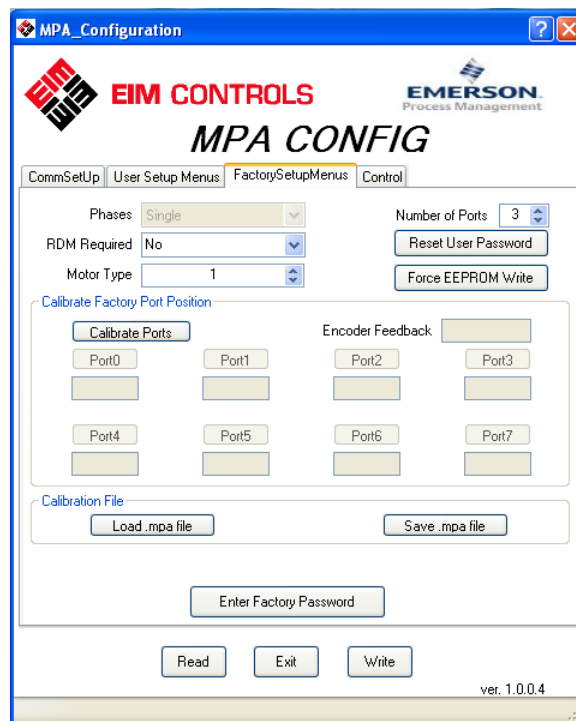 MPA_Configuration
EIM CONTROLS
EMERSON
Process Management
MPA CONFIG
CommSetUp User Setup Menus FactorySetupMenus Control
Phases Single Number of Ports 3
RDM Required No Reset User Password
Motor Type 1 Force EEPROM Write
Calibrate Factory Port Position
Calibrate Ports Encoder Feedback
Port0 Port1 Port2 Port3
Port4 Port5 Port6 Port7
Calibration File
Load .mpa file Save .mpa file
Enter Factory Password
Read Exit Write
ver. 1.0.0.4